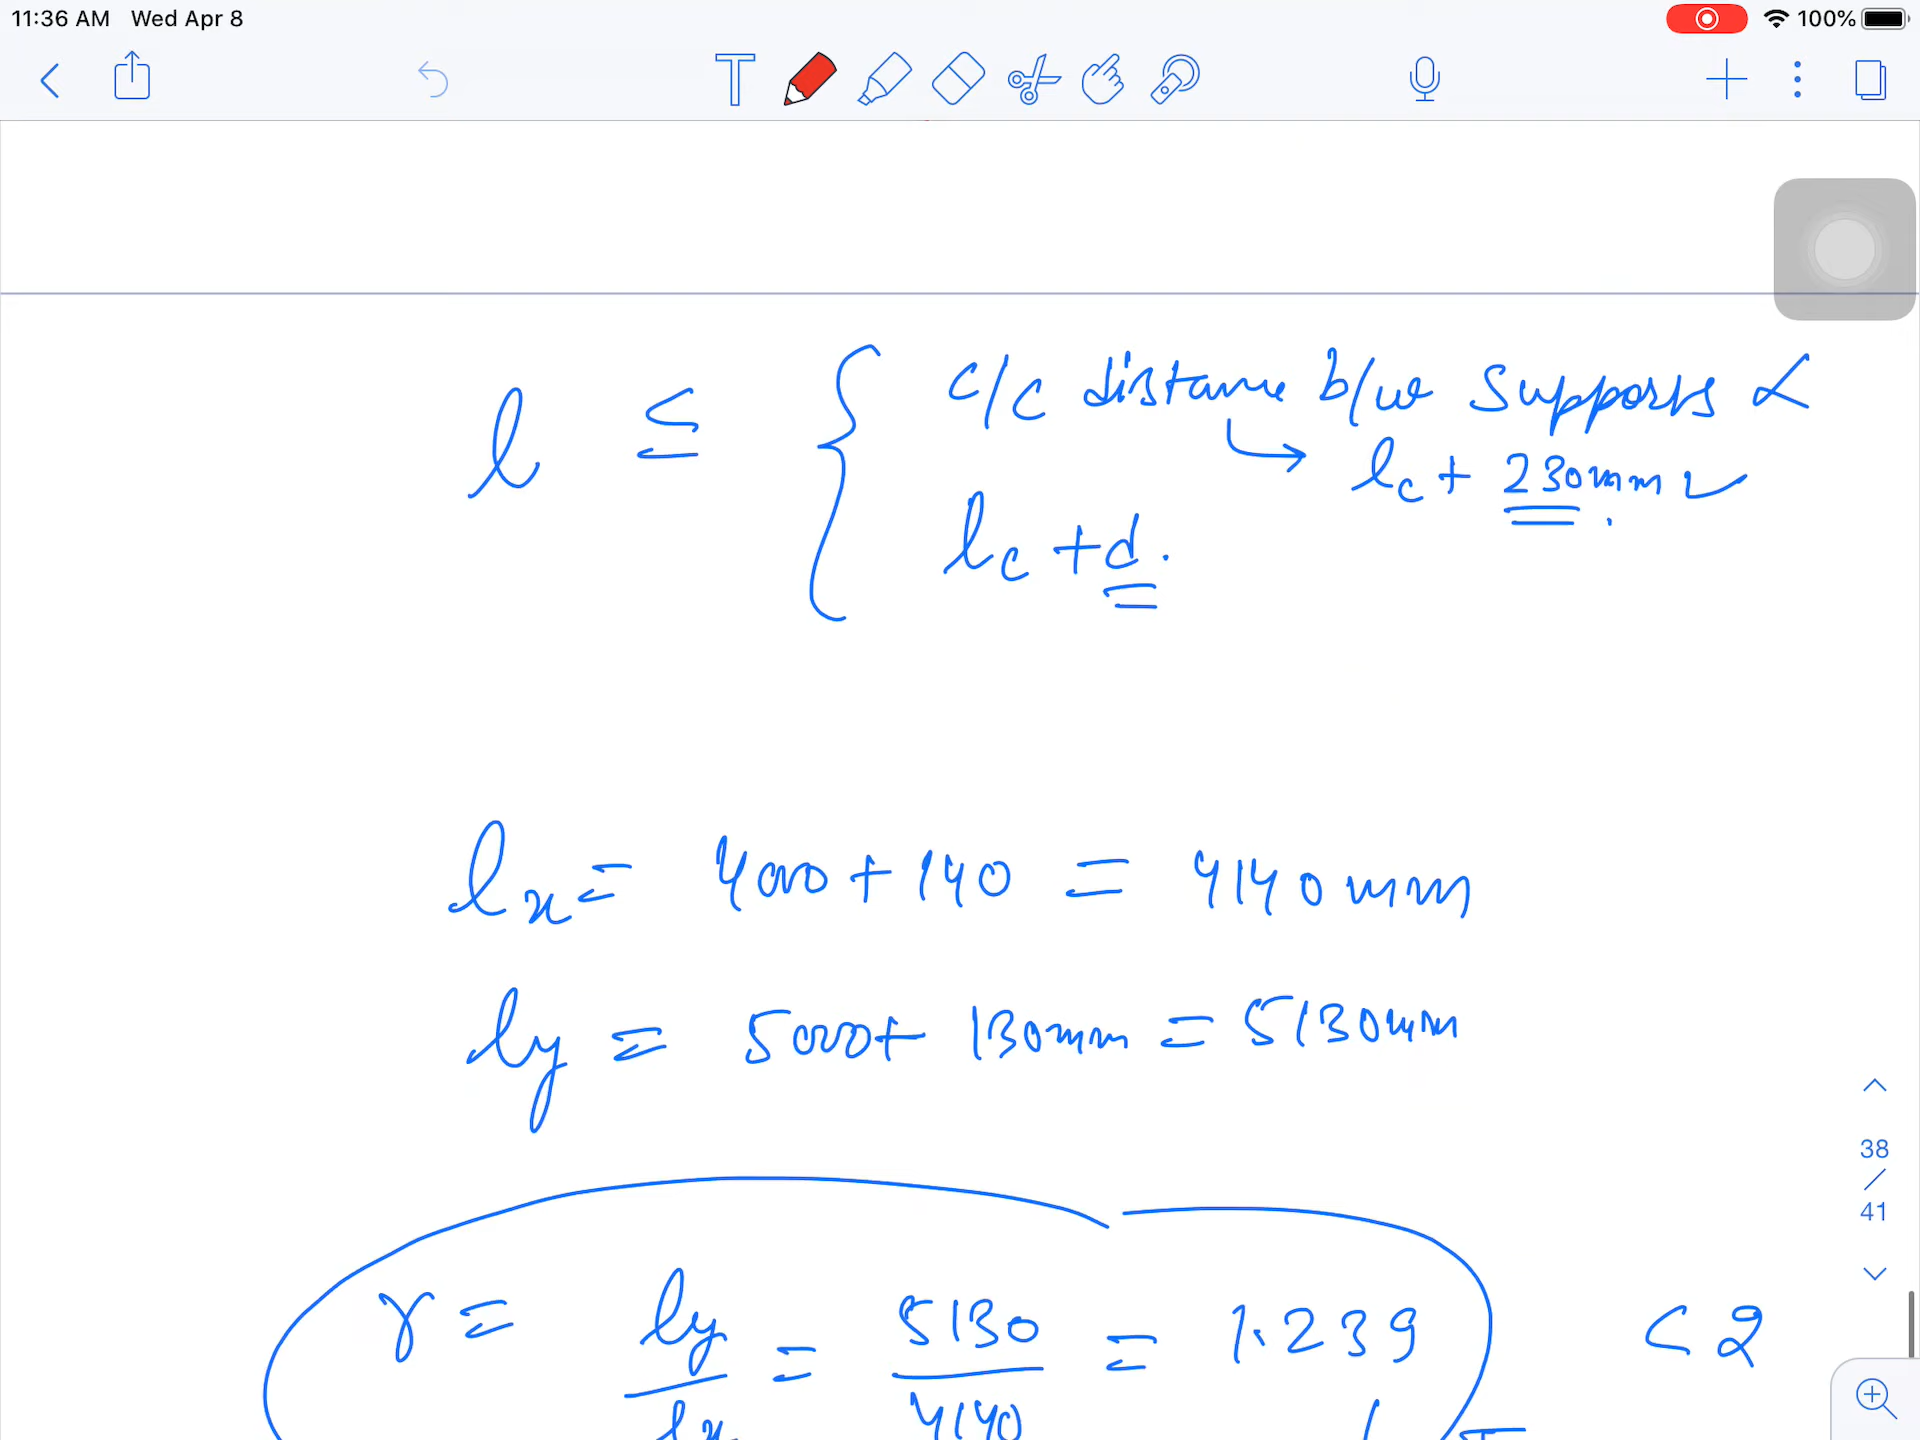 11:36 AM Wed Apr 8 100%
T
l ≤ { c/c distance b/w supports &
lc + 230mm
lc + d.
lx = 4000 + 140 = 4140 mm
ly = 5000 + 130mm = 5130mm
38
/
41
r = ly/lx = 5130/4140 = 1.239 < 2